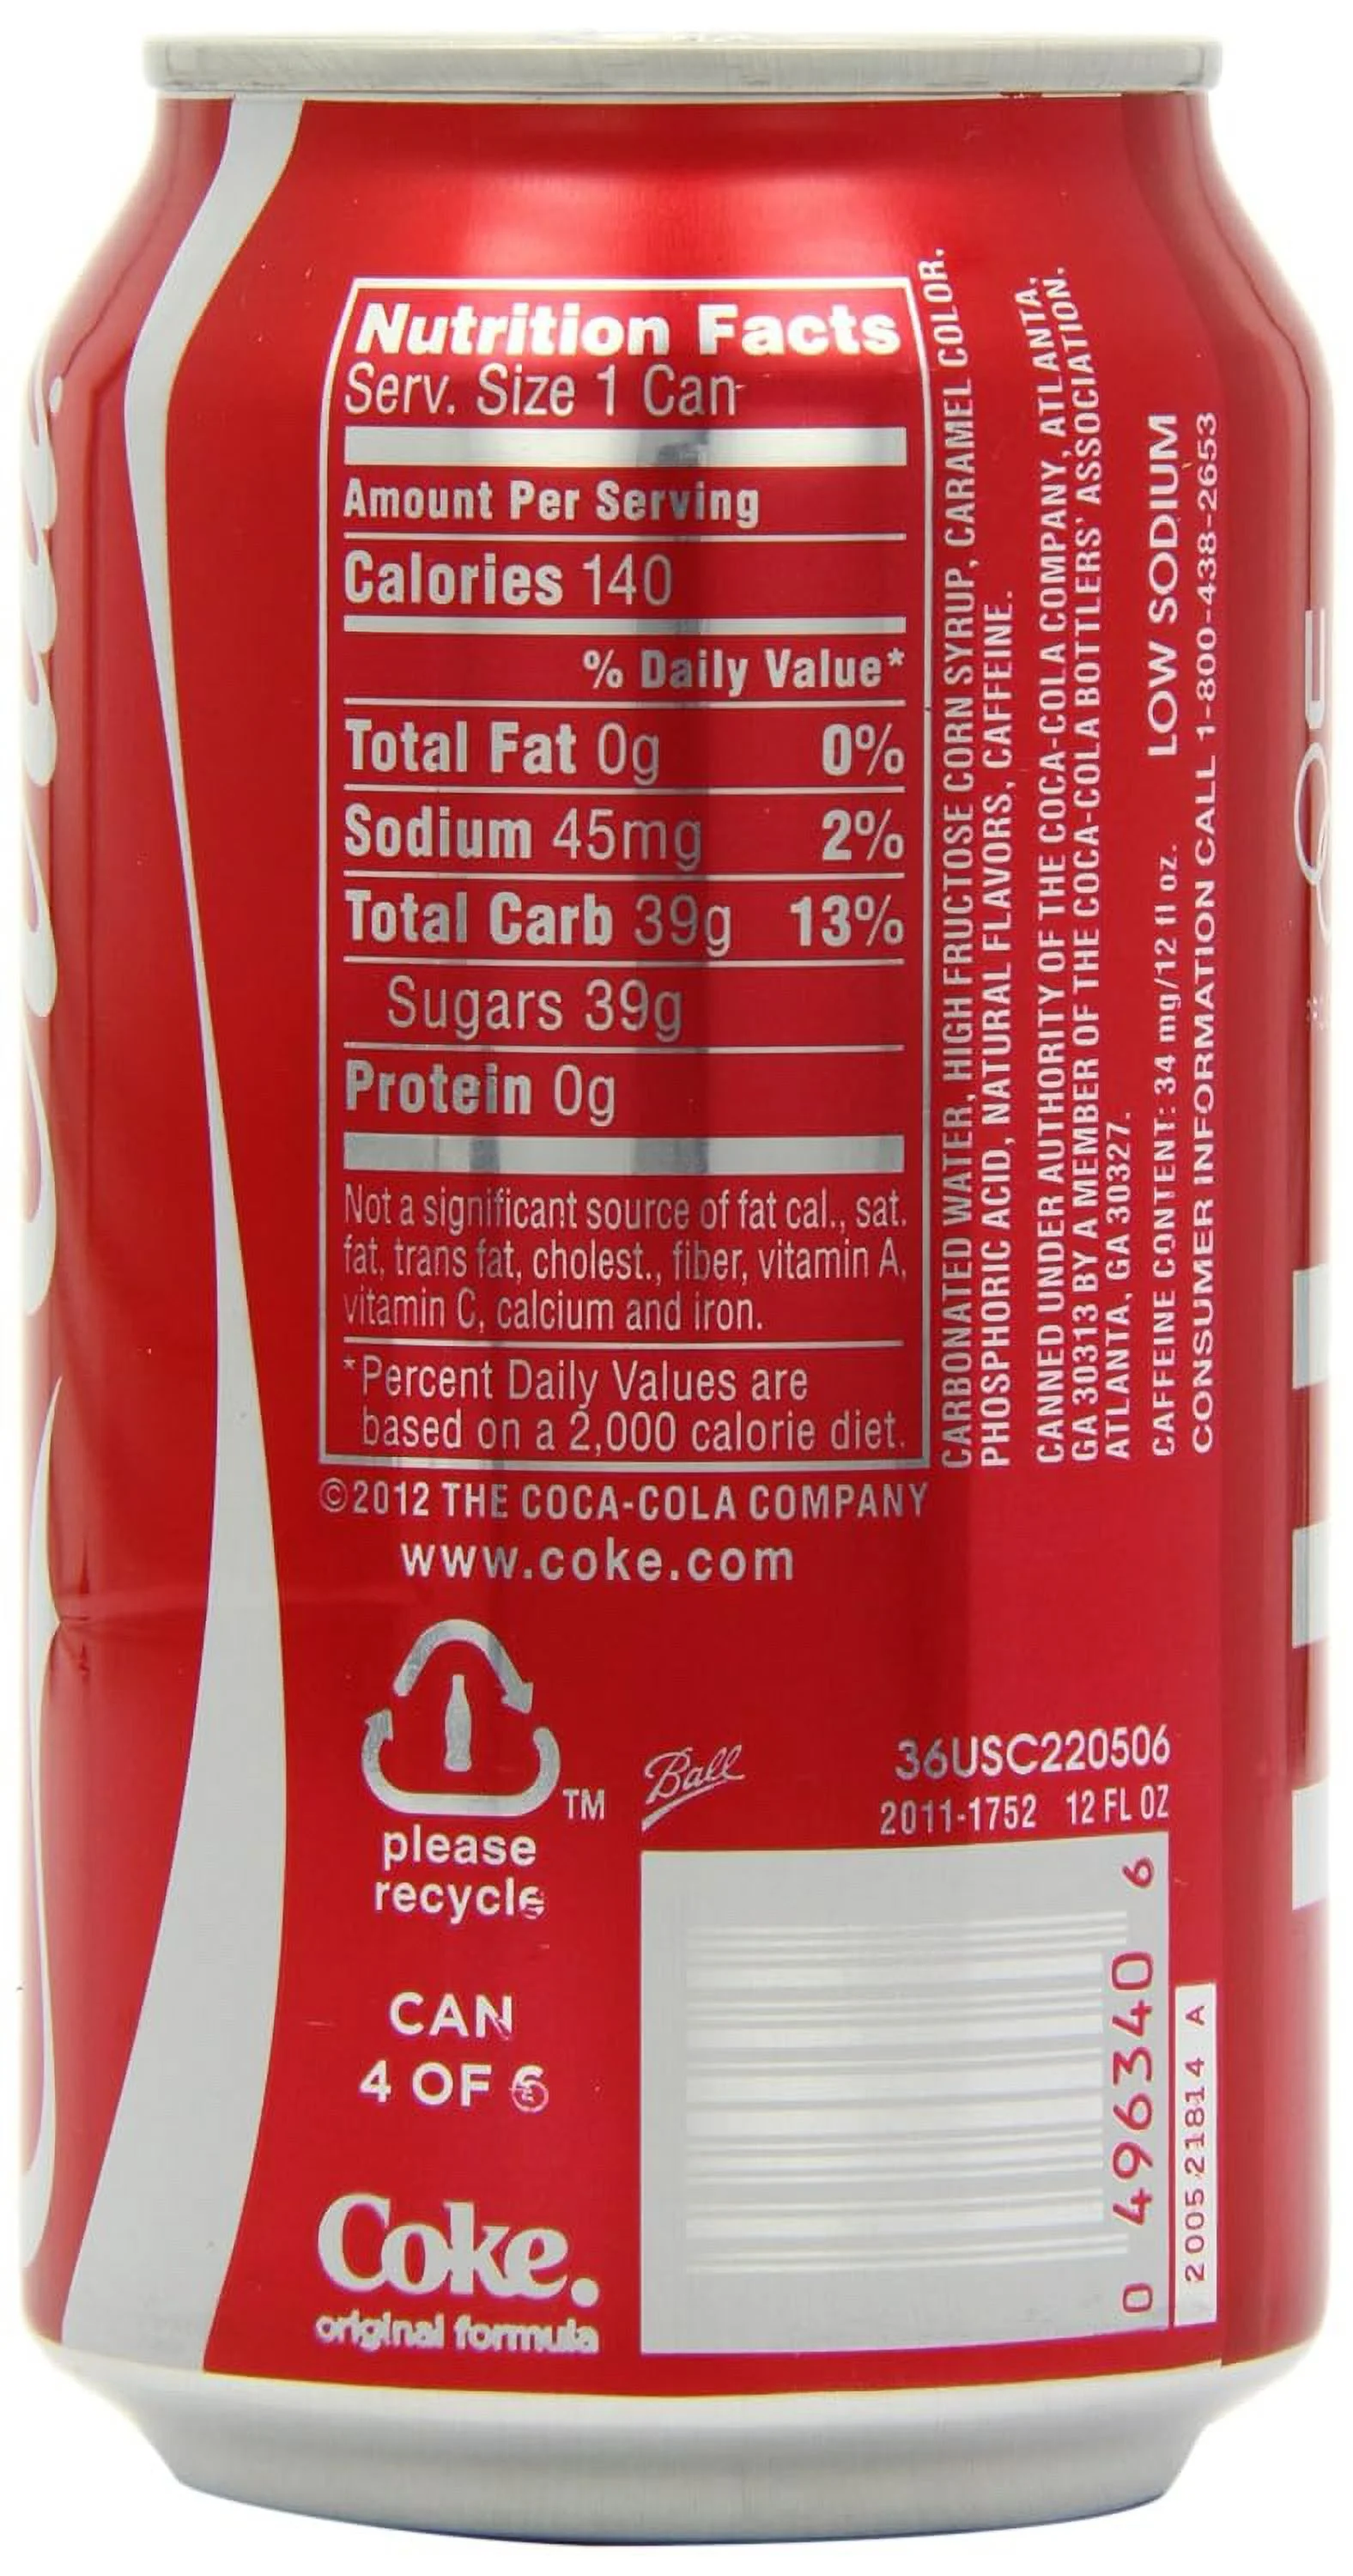 Nutrition Facts
Serv. Size 1 Can
Amount Per Serving
Calories 140
% Daily Value*
Total Fat 0g 0%
Sodium 45mg 2%
Total Carb 39g 13%
Sugars 39g
Protein 0g
Not a significant source of fat cal., sat.
fat, trans fat, cholest., fiber, vitamin A,
vitamin C, calcium and iron.
*Percent Daily Values are
based on a 2,000 calorie diet.
©2012 THE COCA-COLA COMPANY
www.coke.com
CARBONATED WATER, HIGH FRUCTOSE CORN SYRUP, CARAMEL COLOR,
PHOSPHORIC ACID, NATURAL FLAVORS, CAFFEINE.
CANNED UNDER AUTHORITY OF THE COCA-COLA COMPANY, ATLANTA,
GA 30313 BY A MEMBER OF THE COCA-COLA BOTTLERS' ASSOCIATION.
ATLANTA, GA 30327.
CAFFEINE CONTENT: 34 mg/12 fl oz. LOW SODIUM
CONSUMER INFORMATION CALL 1-800-438-2653
TM
please
recycle
Ball
36USC220506
2011-1752 12 FL OZ
CAN
4 OF 6
Coke.
original formula
0 496340 6
2005 21814 A